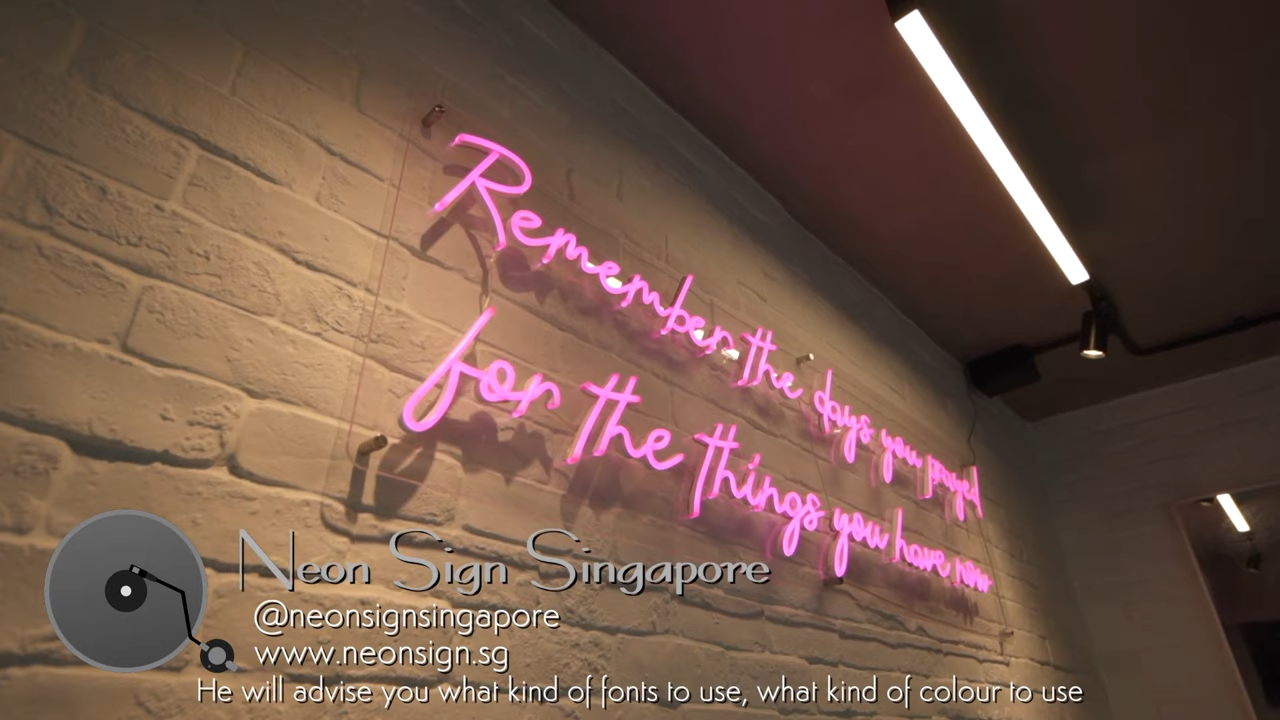 Remember the days you prayed
for the things you have now
Neon Sign Singapore
@neonsignsingapore
www.neonsign.sg
He will advise you what kind of fonts to use, what kind of colour to use